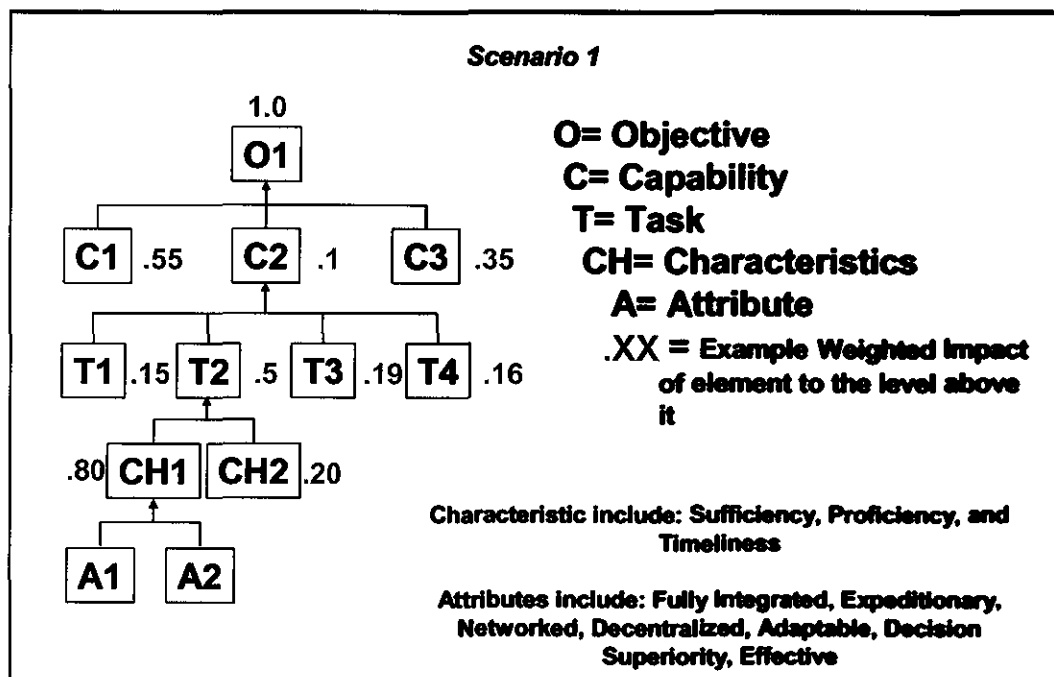 Scenario 1
1.0
O1
C1 .55 C2 .1 C3 .35
T1 .15 T2 .5 T3 .19 T4 .16
.80 CH1 CH2 .20
A1 A2
O= Objective
C= Capability
T= Task
CH= Characteristics
A= Attribute
.XX = Example Weighted Impact
of element to the level above
it
Characteristic include: Sufficiency, Proficiency, and
Timeliness
Attributes include: Fully Integrated, Expeditionary,
Networked, Decentralized, Adaptable, Decision
Superiority, Effective